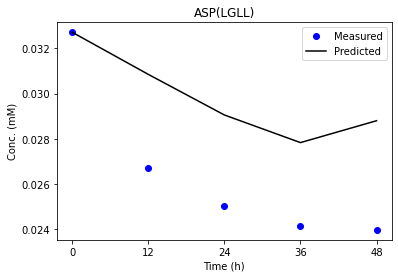 ASP(LGLL)
Measured
Predicted
Conc. (mM)
0.032
0.030
0.028
0.026
0.024
0 12 24 36 48
Time (h)